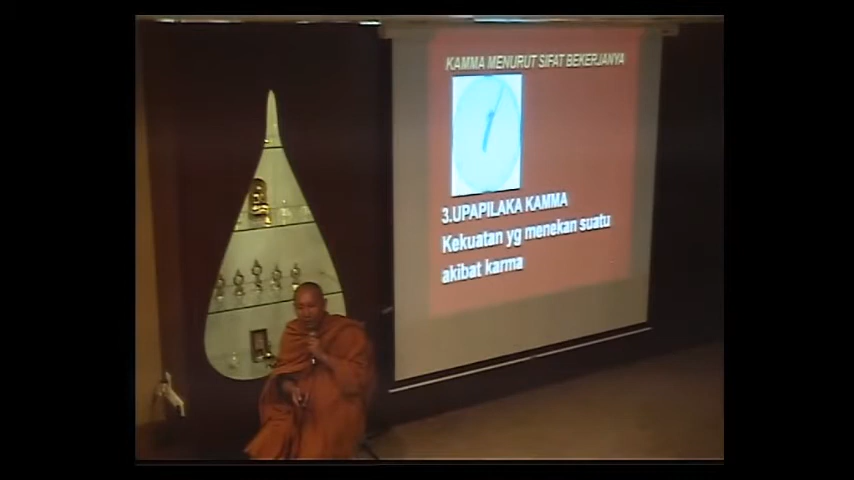 KAMMA MENURUT SIFAT BEKERJANYA
3.UPAPILAKA KAMMA
Kekuatan yg menekan suatu
akibat karma